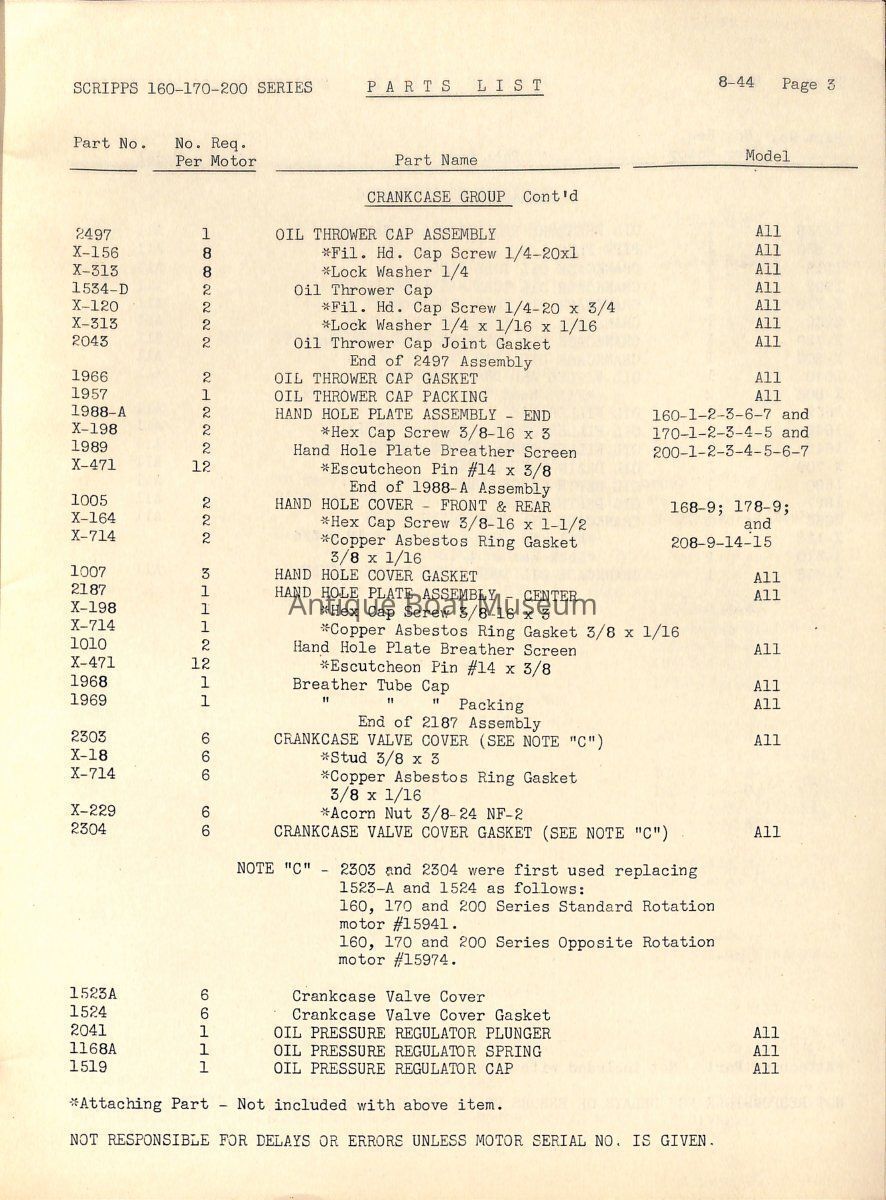 SCRIPPS 160-170-200 SERIES PARTS LIST 8-44 Page 3
Part No. No. Req. Per Motor Part Name Model
CRANKCASE GROUP Cont'd
2497 1 OIL THROWER CAP ASSEMBLY All
X-156 8 *Fil. Hd. Cap Screw 1/4-20x1 All
X-313 8 *Lock Washer 1/4 All
1534-D 2 Oil Thrower Cap All
X-120 2 *Fil. Hd. Cap Screw 1/4-20 x 3/4 All
X-313 2 *Lock Washer 1/4 x 1/16 x 1/16 All
2043 2 Oil Thrower Cap Joint Gasket All
End of 2497 Assembly
1966 2 OIL THROWER CAP GASKET All
1957 1 OIL THROWER CAP PACKING All
1988-A 2 HAND HOLE PLATE ASSEMBLY - END 160-1-2-3-6-7 and
X-198 2 *Hex Cap Screw 3/8-16 x 3 170-1-2-3-4-5 and
1989 2 Hand Hole Plate Breather Screen 200-1-2-3-4-5-6-7
X-471 12 *Escutcheon Pin #14 x 3/8
End of 1988-A Assembly
1005 2 HAND HOLE COVER - FRONT & REAR 168-9; 178-9;
X-164 2 *Hex Cap Screw 3/8-16 x 1-1/2 and
X-714 2 *Copper Asbestos Ring Gasket 208-9-14-15
3/8 x 1/16
1007 3 HAND HOLE COVER GASKET All
2187 1 HAND HOLE PLATE ASSEMBLY - CENTER All
Antique Boat Museum
X-198 1 *Hex Cap Screw 3/8-16 x 3
X-714 1 *Copper Asbestos Ring Gasket 3/8 x 1/16
1010 2 Hand Hole Plate Breather Screen All
X-471 12 *Escutcheon Pin #14 x 3/8
1968 1 Breather Tube Cap All
1969 1 " " " Packing All
End of 2187 Assembly
2303 6 CRANKCASE VALVE COVER (SEE NOTE "C") All
X-18 6 *Stud 3/8 x 3
X-714 6 *Copper Asbestos Ring Gasket
3/8 x 1/16
X-229 6 *Acorn Nut 3/8-24 NF-2
2304 6 CRANKCASE VALVE COVER GASKET (SEE NOTE "C") All
NOTE "C" - 2303 and 2304 were first used replacing
1523-A and 1524 as follows:
160, 170 and 200 Series Standard Rotation
motor #15941.
160, 170 and 200 Series Opposite Rotation
motor #15974.
1523A 6 Crankcase Valve Cover
1524 6 Crankcase Valve Cover Gasket
2041 1 OIL PRESSURE REGULATOR PLUNGER All
1168A 1 OIL PRESSURE REGULATOR SPRING All
1519 1 OIL PRESSURE REGULATOR CAP All
*Attaching Part - Not included with above item.
NOT RESPONSIBLE FOR DELAYS OR ERRORS UNLESS MOTOR SERIAL NO. IS GIVEN.